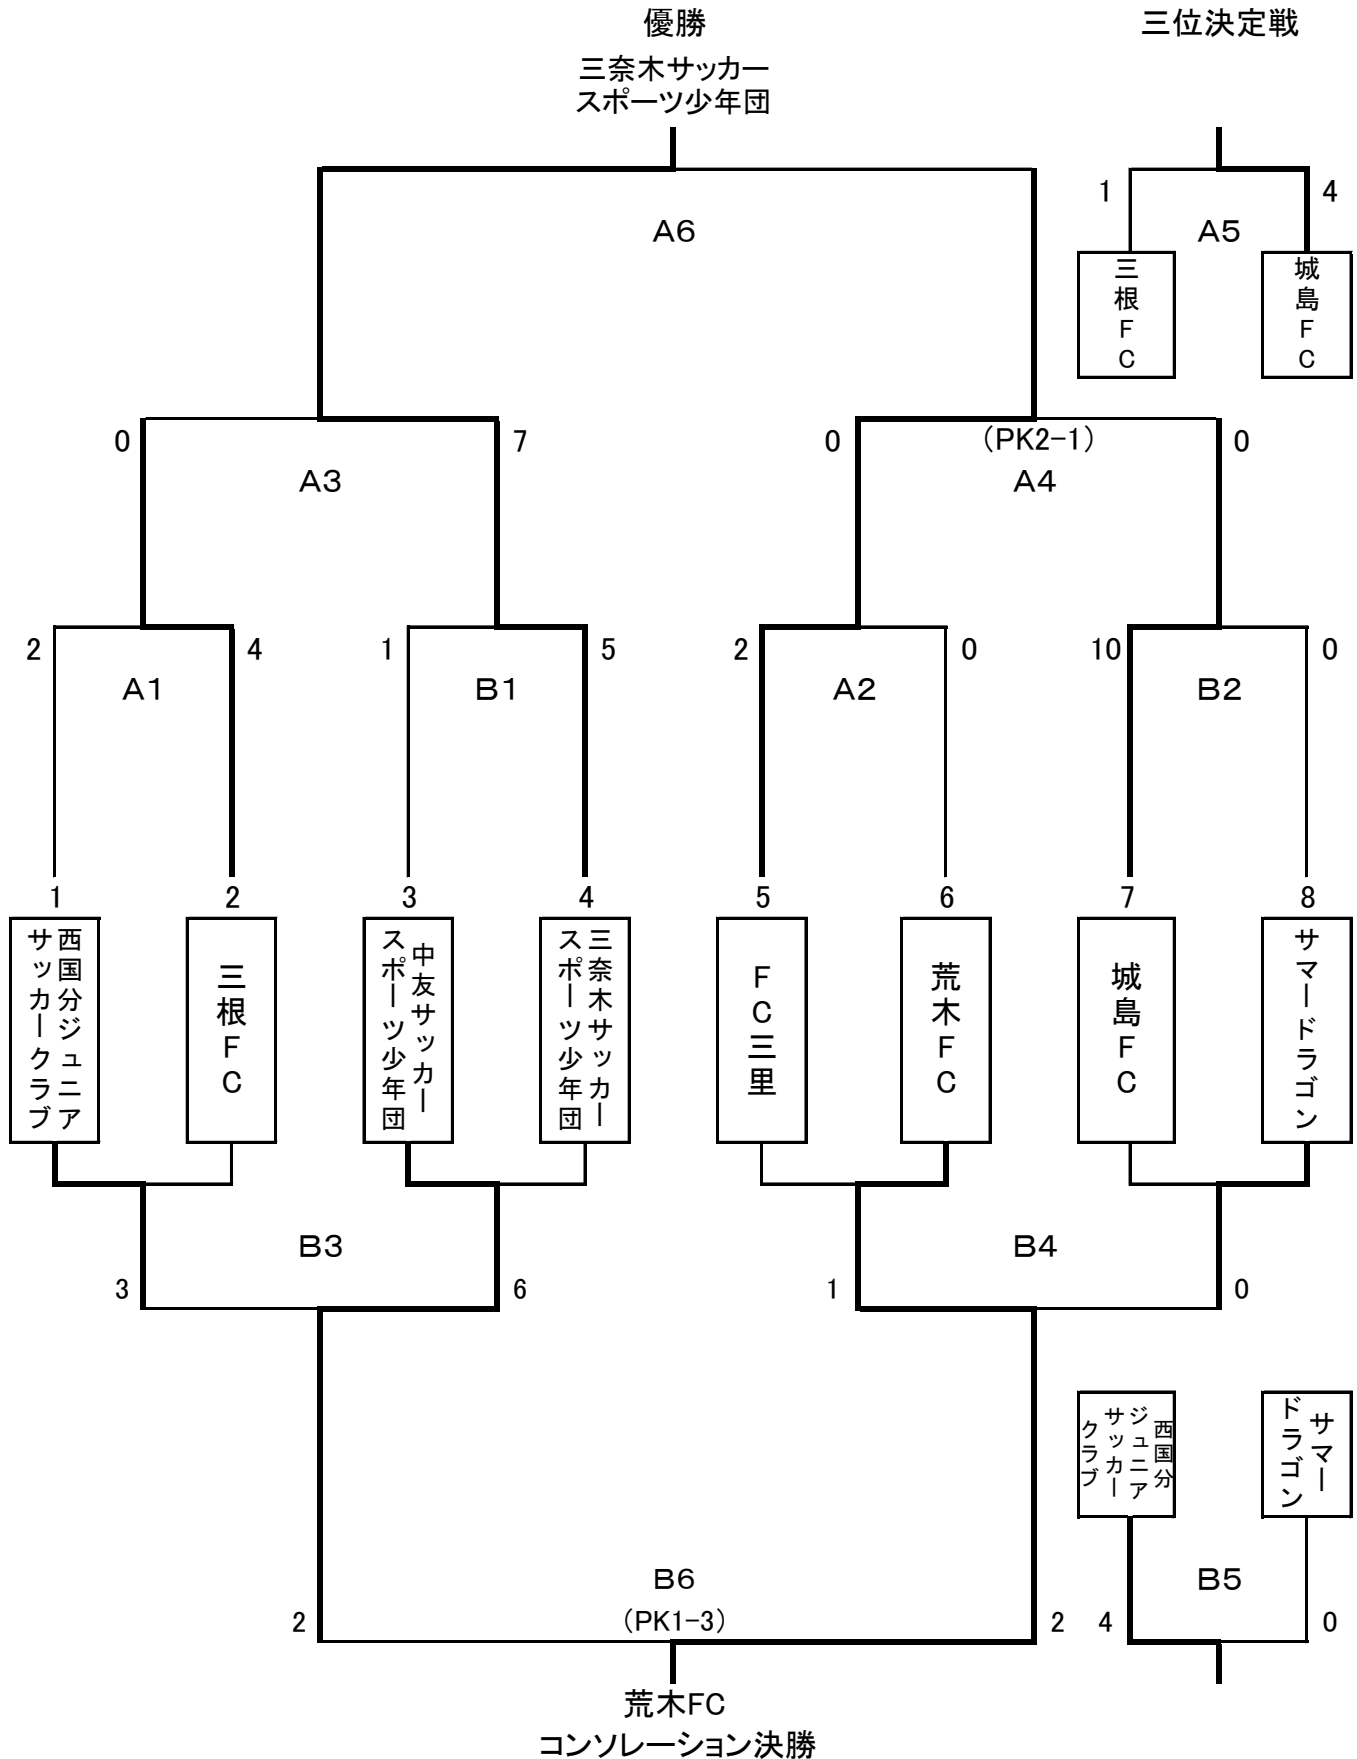 優勝
三位決定戦
三奈木サッカー
スポーツ少年団
1
4
A6
A5
三根FC
城島FC
0
7
0
(PK2-1)
0
A3
A4
2
4
1
5
2
0
10
0
A1
B1
A2
B2
1
2
3
4
5
6
7
8
西国分ジュニア
サッカークラブ
三根FC
中友サッカー
スポーツ少年団
三奈木サッカー
スポーツ少年団
FC三里
荒木FC
城島FC
サマードラゴン
B3
B4
3
6
1
0
西国分
ジュニア
サッカー
クラブ
サマー
ドラゴン
B6
B5
2
(PK1-3)
2
4
0
荒木FC
コンソレーション決勝